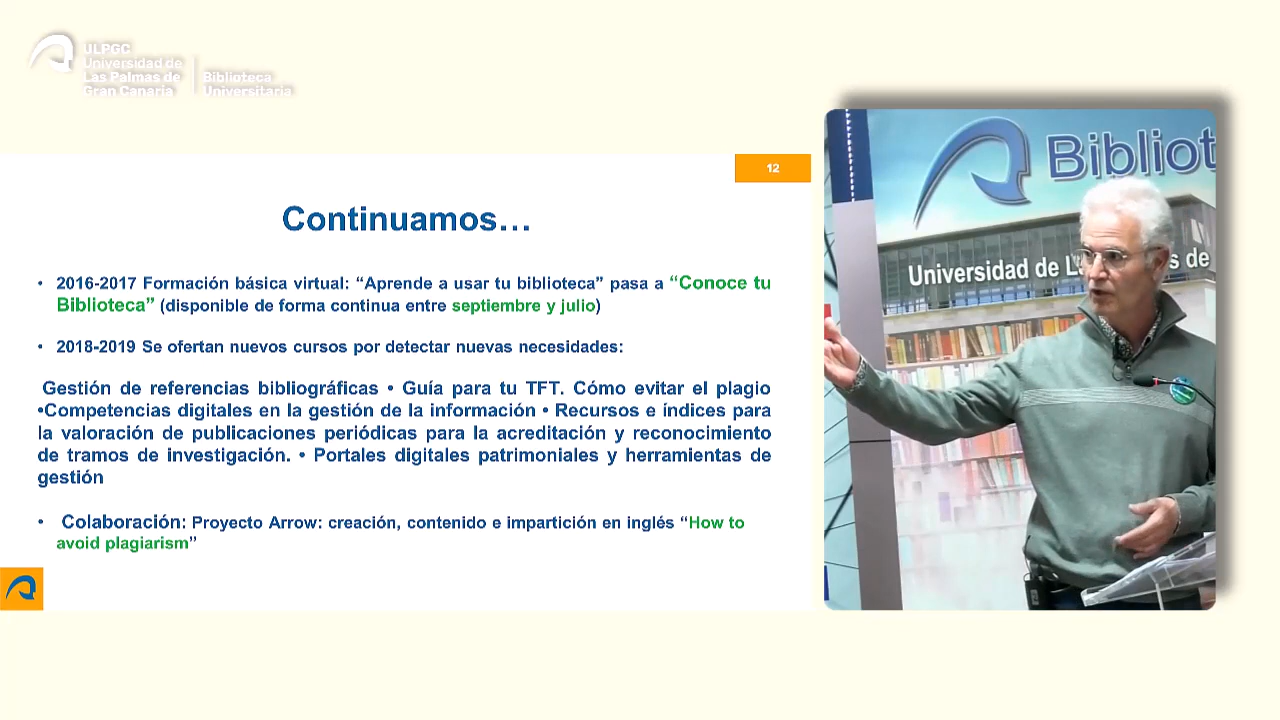 ULPGC
Universidad de
Las Palmas de
Gran Canaria
Biblioteca
Universitaria
12
Continuamos…
• 2016-2017 Formación básica virtual: “Aprende a usar tu biblioteca” pasa a “Conoce tu
Biblioteca” (disponible de forma continua entre septiembre y julio)
• 2018-2019 Se ofertan nuevos cursos por detectar nuevas necesidades:
Gestión de referencias bibliográficas • Guía para tu TFT. Cómo evitar el plagio
•Competencias digitales en la gestión de la información • Recursos e índices para
la valoración de publicaciones periódicas para la acreditación y reconocimiento
de tramos de investigación. • Portales digitales patrimoniales y herramientas de
gestión
• Colaboración: Proyecto Arrow: creación, contenido e impartición en inglés “How to
avoid plagiarism”
Bibliot
Universidad de L s de